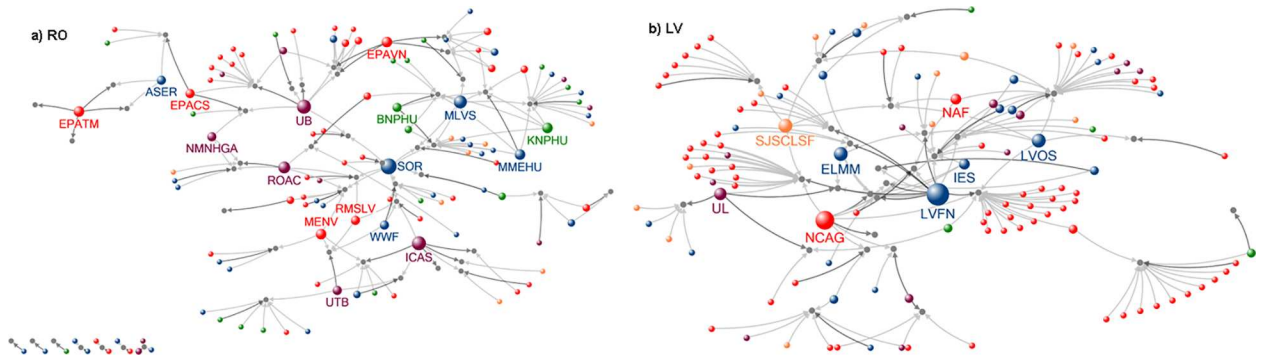 a) RO
EPAVN
ASER
EPACS
EPATM
UB
BNPHU
MLVS
KNPHU
NMNHGA
MMEHU
ROAC
SOR
RMSLV
MENV
WWF
ICAS
UTB
b) LV
NAF
SJSCLSF
LVOS
ELMM
IES
UL
LVFN
NCAG